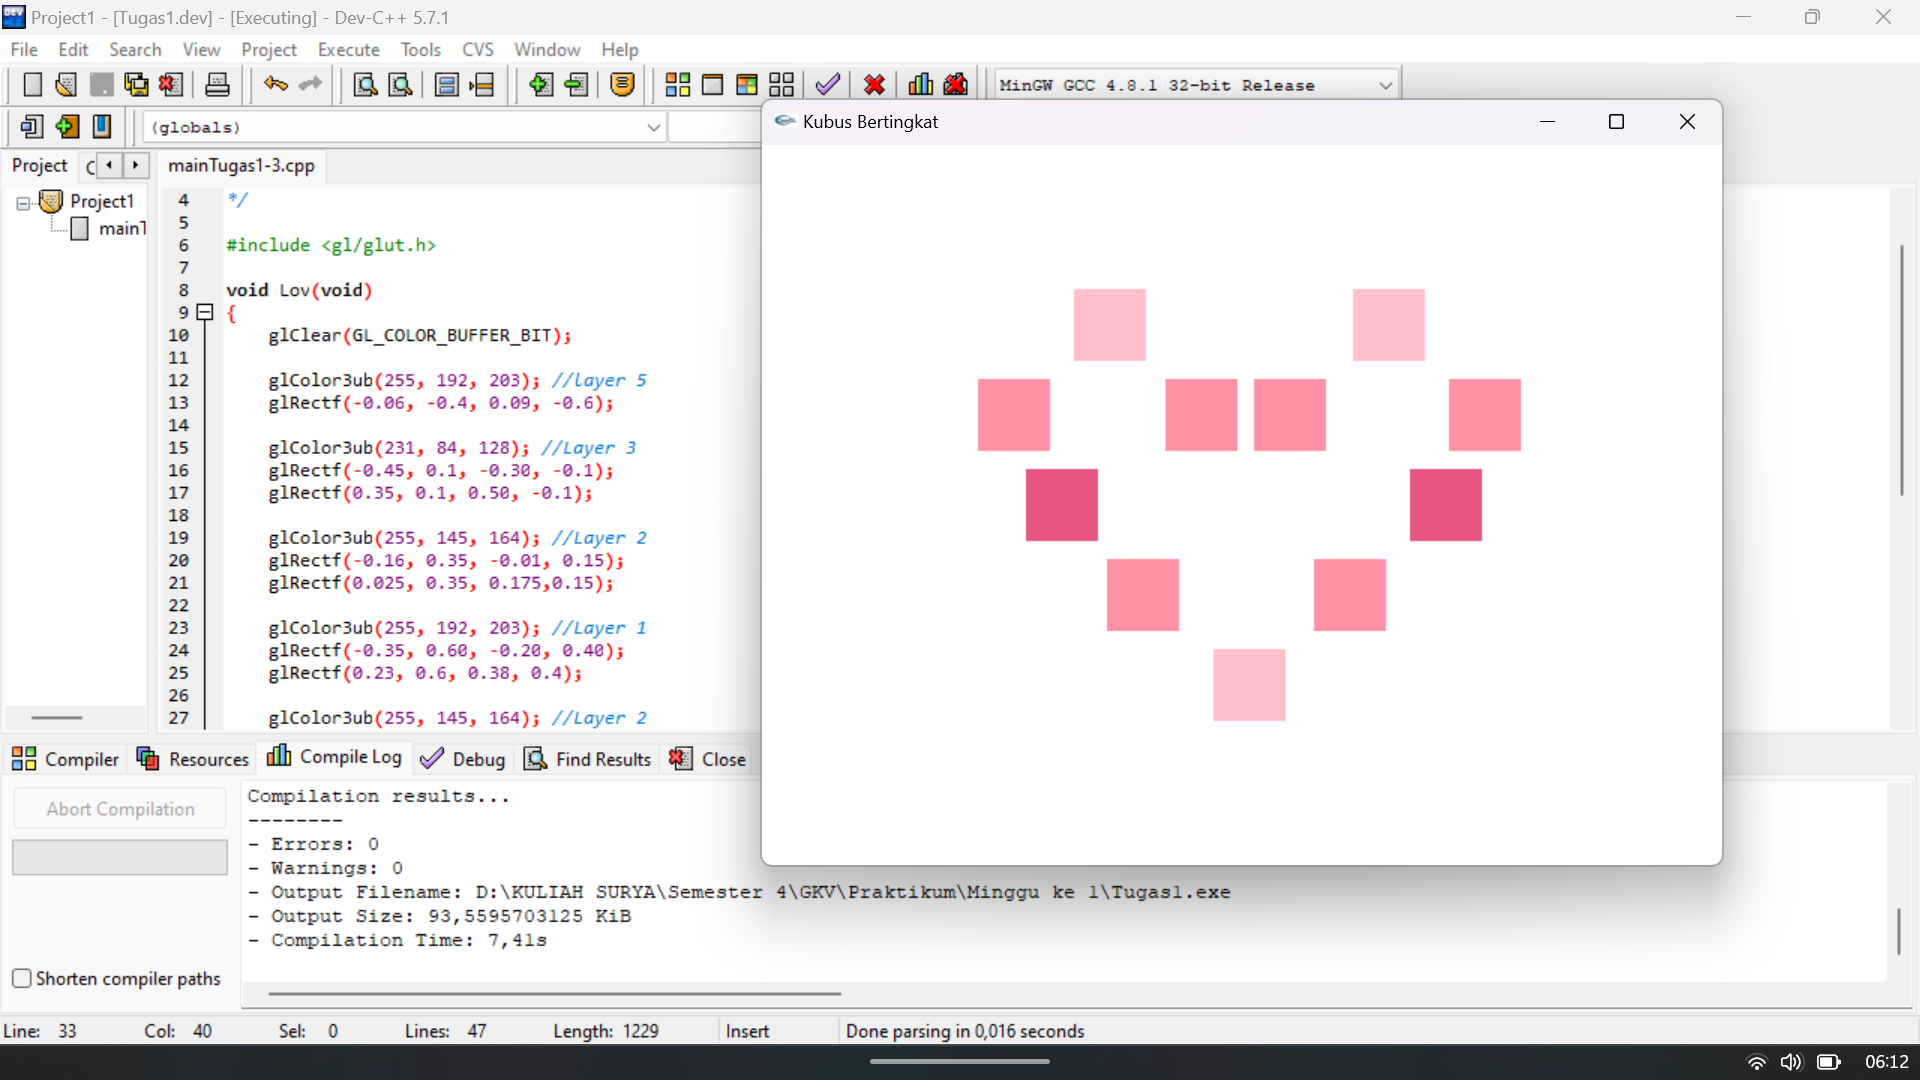 Project1 - [Tugas1.dev] - [Executing] - Dev-C++ 5.7.1
File Edit Search View Project Execute Tools CVS Window Help
MinGW GCC 4.8.1 32-bit Release
(globals)
Kubus Bertingkat
Project C
mainTugas1-3.cpp
Project1
mainT
4 */
5
6 #include <gl/glut.h>
7
8 void Lov(void)
9 {
10 glClear(GL_COLOR_BUFFER_BIT);
11
12 glColor3ub(255, 192, 203); //layer 5
13 glRectf(-0.06, -0.4, 0.09, -0.6);
14
15 glColor3ub(231, 84, 128); //Layer 3
16 glRectf(-0.45, 0.1, -0.30, -0.1);
17 glRectf(0.35, 0.1, 0.50, -0.1);
18
19 glColor3ub(255, 145, 164); //Layer 2
20 glRectf(-0.16, 0.35, -0.01, 0.15);
21 glRectf(0.025, 0.35, 0.175,0.15);
22
23 glColor3ub(255, 192, 203); //Layer 1
24 glRectf(-0.35, 0.60, -0.20, 0.40);
25 glRectf(0.23, 0.6, 0.38, 0.4);
26
27 glColor3ub(255, 145, 164); //Layer 2
Compiler Resources Compile Log Debug Find Results Close
Abort Compilation
Shorten compiler paths
Compilation results...
--------
- Errors: 0
- Warnings: 0
- Output Filename: D:\KULIAH SURYA\Semester 4\GKV\Praktikum\Minggu ke 1\Tugas1.exe
- Output Size: 93,5595703125 KiB
- Compilation Time: 7,41s
Line: 33 Col: 40 Sel: 0 Lines: 47 Length: 1229 Insert Done parsing in 0,016 seconds
06:12